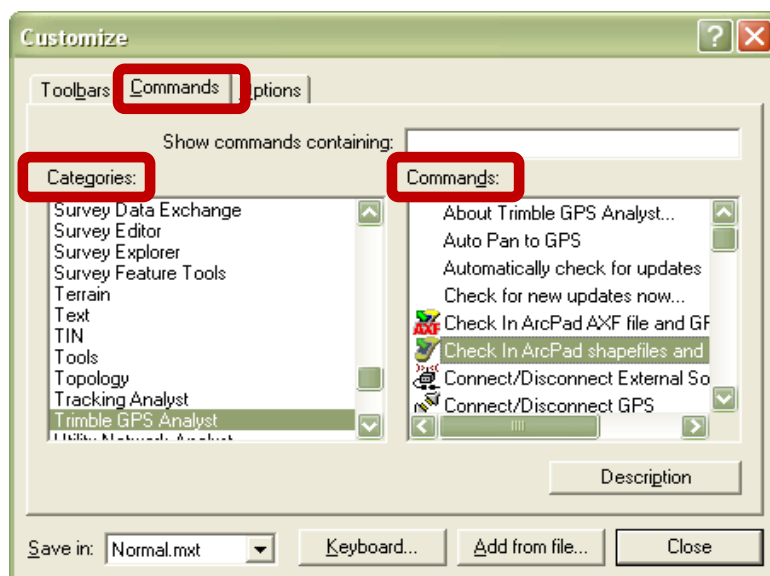 Customize
Toolbars Commands ptions
Show commands containing:
Categories:
Commands:
Survey Data Exchange
Survey Editor
Survey Explorer
Survey Feature Tools
Terrain
Text
TIN
Tools
Topology
Tracking Analyst
Trimble GPS Analyst
About Trimble GPS Analyst...
Auto Pan to GPS
Automatically check for updates
Check for new updates now...
AXF Check In ArcPad AXF file and GF
Check In ArcPad shapefiles and
Connect/Disconnect External So
Connect/Disconnect GPS
Description
Save in: Normal.mxt Keyboard... Add from file... Close